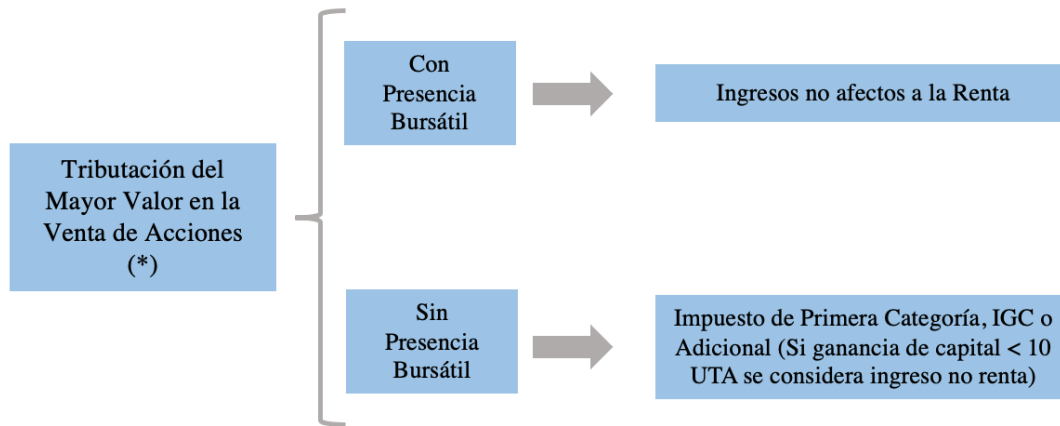 Tributación del
Mayor Valor en la
Venta de Acciones
(*)
Con
Presencia
Bursátil
Ingresos no afectos a la Renta
Sin
Presencia
Bursátil
Impuesto de Primera Categoría, IGC o
Adicional (Si ganancia de capital < 10
UTA se considera ingreso no renta)